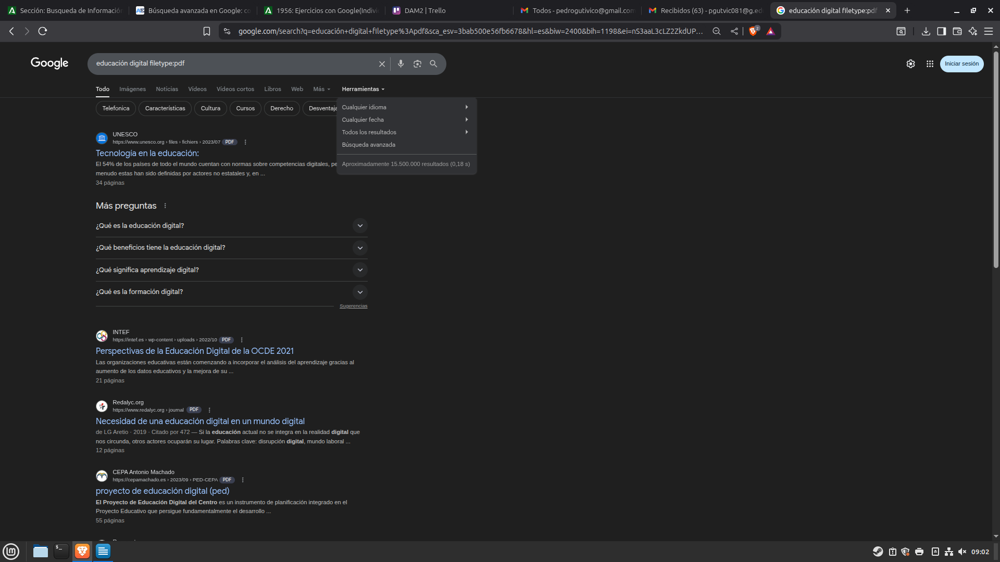 Sección: Busqueda de Información
Búsqueda avanzada en Google: co
1956: Ejercicios con Google(Indivi
DAM2 | Trello
Todos - pedrogutivico@gmail.com
Recibidos (63) - pgutvic081@g.ed
educación digital filetype:pdf
google.com/search?q=educación+digital+filetype%3Apdf&sca_esv=3bab500e56fb6678&hl=es&biw=2400&bih=1198&ei=nS3aaL3cLZ2ZkdUP...
2
Google
educación digital filetype:pdf
Iniciar sesión
Todo
Imágenes
Noticias
Vídeos
Vídeos cortos
Libros
Web
Más
Herramientas
Telefonica
Características
Cultura
Cursos
Derecho
Desventaja
Cualquier idioma
Cualquier fecha
Todos los resultados
Búsqueda avanzada
Aproximadamente 15.500.000 resultados (0,18 s)
UNESCO
https://www.unesco.org › files › fichiers › 2023/07 PDF
Tecnología en la educación:
El 54% de los países de todo el mundo cuentan con normas sobre competencias digitales, pe
menudo estas han sido definidas por actores no estatales y, en ...
34 páginas
Más preguntas
¿Qué es la educación digital?
¿Qué beneficios tiene la educación digital?
¿Qué significa aprendizaje digital?
¿Qué es la formación digital?
Sugerencias
INTEF
https://intef.es › wp-content › uploads › 2022/10 PDF
Perspectivas de la Educación Digital de la OCDE 2021
Las organizaciones educativas están comenzando a incorporar el análisis del aprendizaje gracias al
aumento de los datos educativos y la mejora de su ...
21 páginas
Redalyc.org
https://www.redalyc.org › journal PDF
Necesidad de una educación digital en un mundo digital
de LG Aretio · 2019 · Citado por 472 — Si la educación actual no se integra en la realidad digital que
nos circunda, otros actores ocuparán su lugar. Palabras clave: disrupción digital, mundo laboral ...
12 páginas
CEPA Antonio Machado
https://cepamachado.es › 2023/09 › PED-CEPA PDF
proyecto de educación digital (ped)
El Proyecto de Educación Digital del Centro es un instrumento de planificación integrado en el
Proyecto Educativo que persigue fundamentalmente el desarrollo ...
55 páginas
09:02